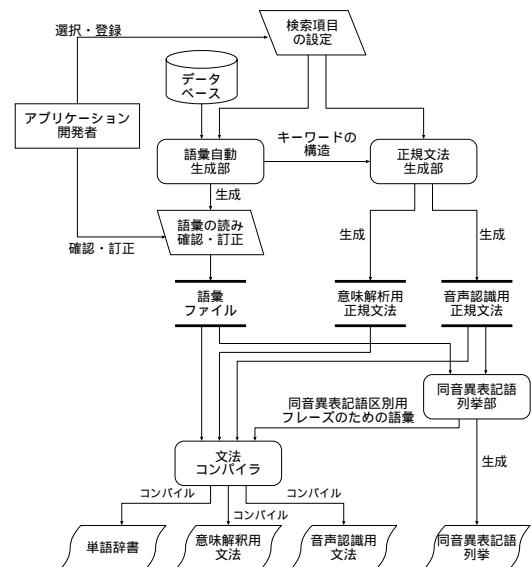 選択・登録
検索項目
の設定
データ
ベース
アプリケーション
開発者
語彙自動
生成部
キーワードの
構造
正規文法
生成部
生成
語彙の読み
確認・訂正
確認・訂正
生成
生成
語彙
ファイル
意味解析用
正規文法
音声認識用
正規文法
同音異表記語
列挙部
同音異表記語区別用
フレーズのための語彙
文法
コンパイラ
生成
コンパイル
コンパイル
コンパイル
単語辞書
意味解釈用
文法
音声認識用
文法
同音異表記語
列挙